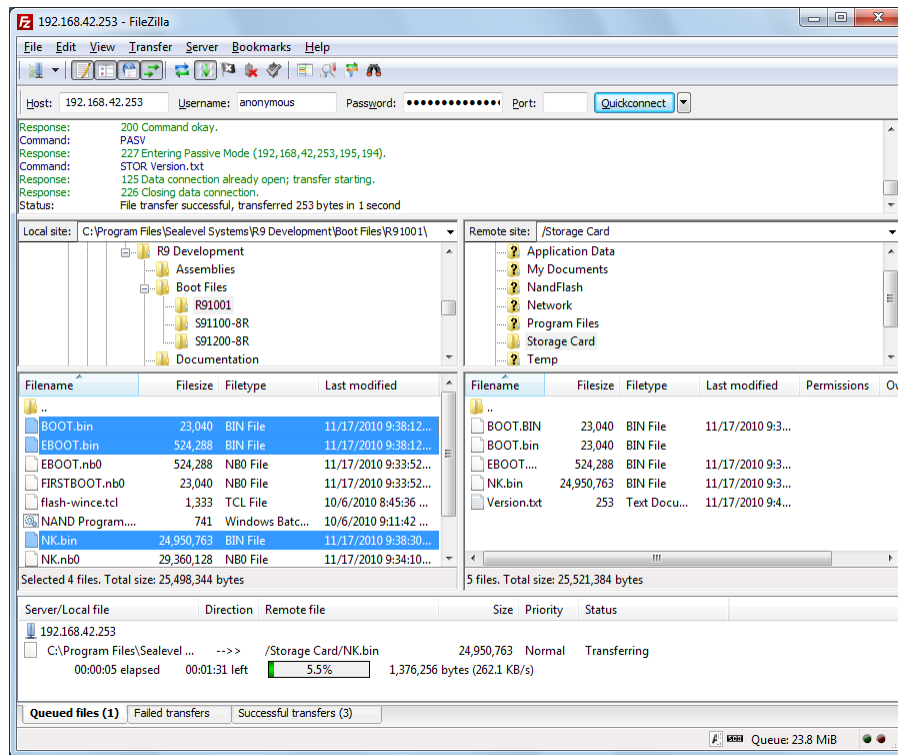 192.168.42.253 - FileZilla
File Edit View Transfer Server Bookmarks Help
Host: 192.168.42.253 Username: anonymous Password: •••••••••••••• Port: Quickconnect
Response: 200 Command okay.
Command: PASV
Response: 227 Entering Passive Mode (192,168,42,253,195,194).
Command: STOR Version.txt
Response: 125 Data connection already open; transfer starting.
Response: 226 Closing data connection.
Status: File transfer successful, transferred 253 bytes in 1 second
Local site: C:\Program Files\Sealevel Systems\R9 Development\Boot Files\R91001\
R9 Development
Assemblies
Boot Files
R91001
S91100-8R
S91200-8R
Documentation
Remote site: /Storage Card
Application Data
My Documents
NandFlash
Network
Program Files
Storage Card
Temp
Filename Filesize Filetype Last modified
..
BOOT.bin 23,040 BIN File 11/17/2010 9:38:12...
EBOOT.bin 524,288 BIN File 11/17/2010 9:38:12...
EBOOT.nb0 524,288 NB0 File 11/17/2010 9:33:52...
FIRSTBOOT.nb0 23,040 NB0 File 11/17/2010 9:33:52...
flash-wince.tcl 1,333 TCL File 10/6/2010 8:45:36 ...
NAND Program.... 741 Windows Batc... 10/6/2010 9:11:42 ...
NK.bin 24,950,763 BIN File 11/17/2010 9:38:30...
NK.nb0 29,360,128 NB0 File 11/17/2010 9:34:10...
Selected 4 files. Total size: 25,498,344 bytes
Filename Filesize Filetype Last modified Permissions Ov
..
BOOT.BIN 23,040 BIN File 11/17/2010 9:3...
BOOT.bin 23,040 BIN File
EBOOT.... 524,288 BIN File 11/17/2010 9:3...
NK.bin 24,950,763 BIN File 11/17/2010 9:3...
Version.txt 253 Text Docu... 11/17/2010 9:4...
5 files. Total size: 25,521,384 bytes
Server/Local file Direction Remote file Size Priority Status
192.168.42.253
C:\Program Files\Sealevel ... -->> /Storage Card/NK.bin 24,950,763 Normal Transferring
00:00:05 elapsed 00:01:31 left 5.5% 1,376,256 bytes (262.1 KB/s)
Queued files (1) Failed transfers Successful transfers (3)
Queue: 23.8 MiB